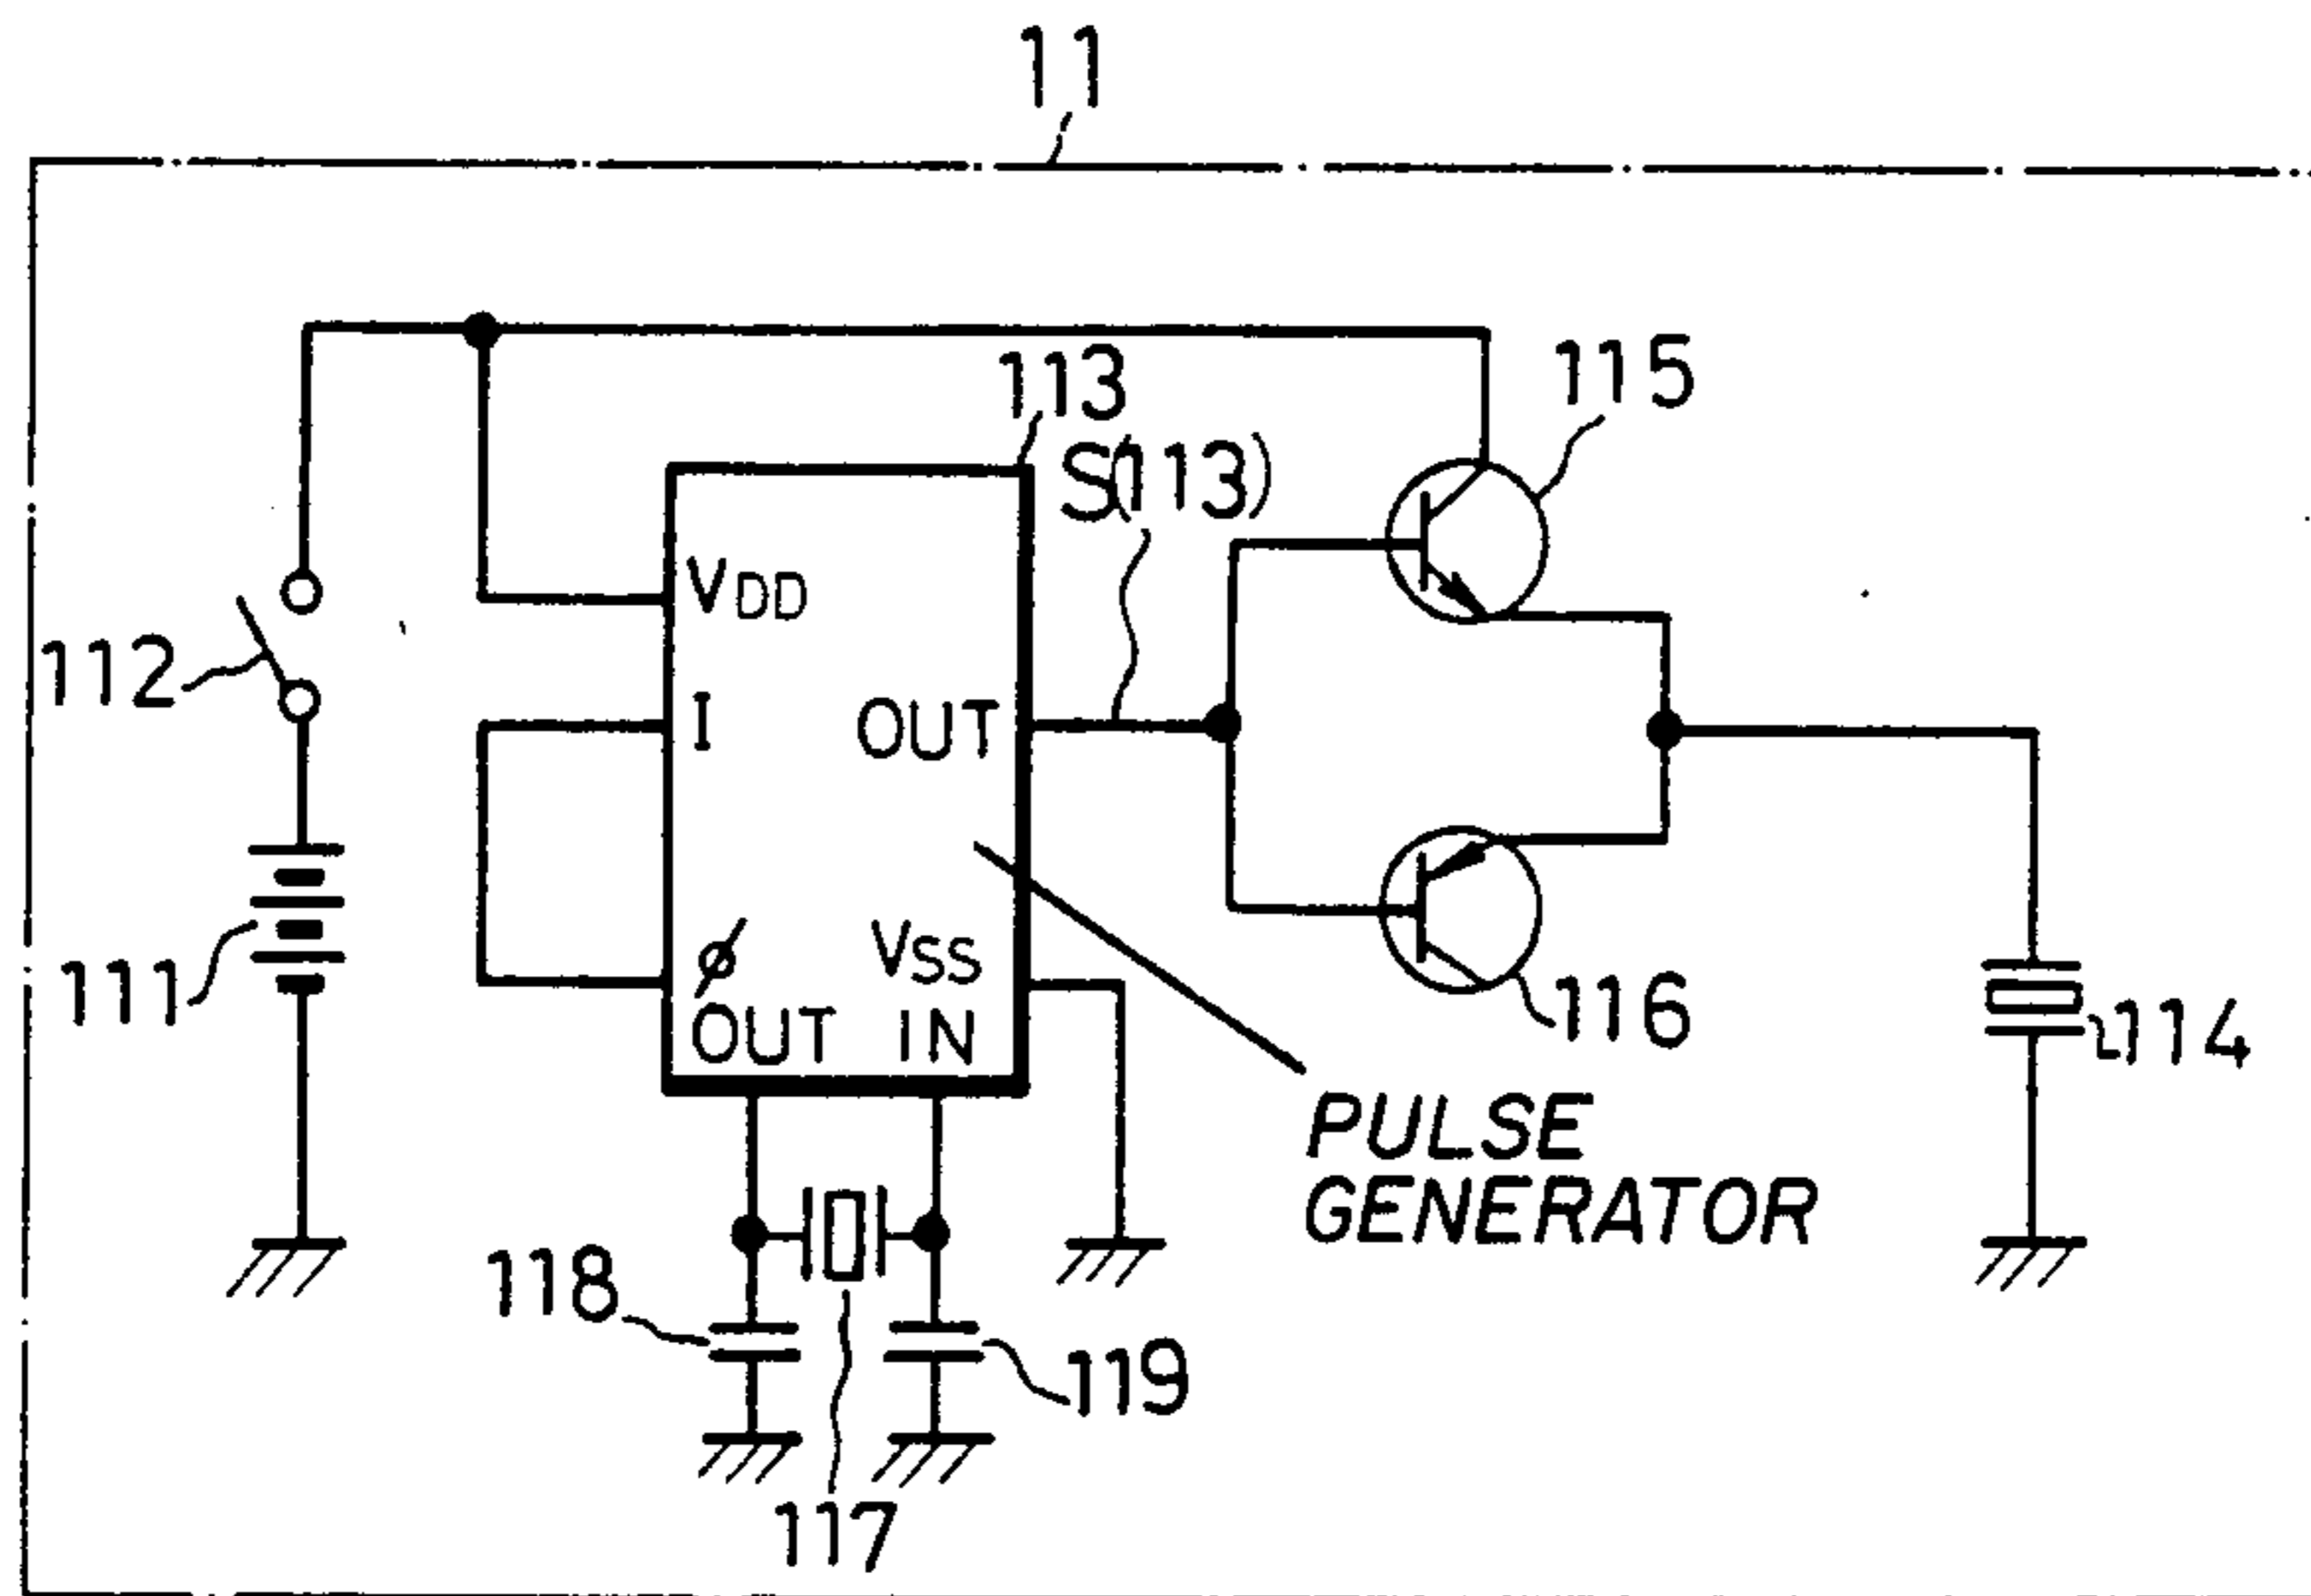 11
113
115
S(113)
VDD
112
I
OUT
111
ø
VSS
OUT IN
116
114
PULSE
GENERATOR
118
119
117